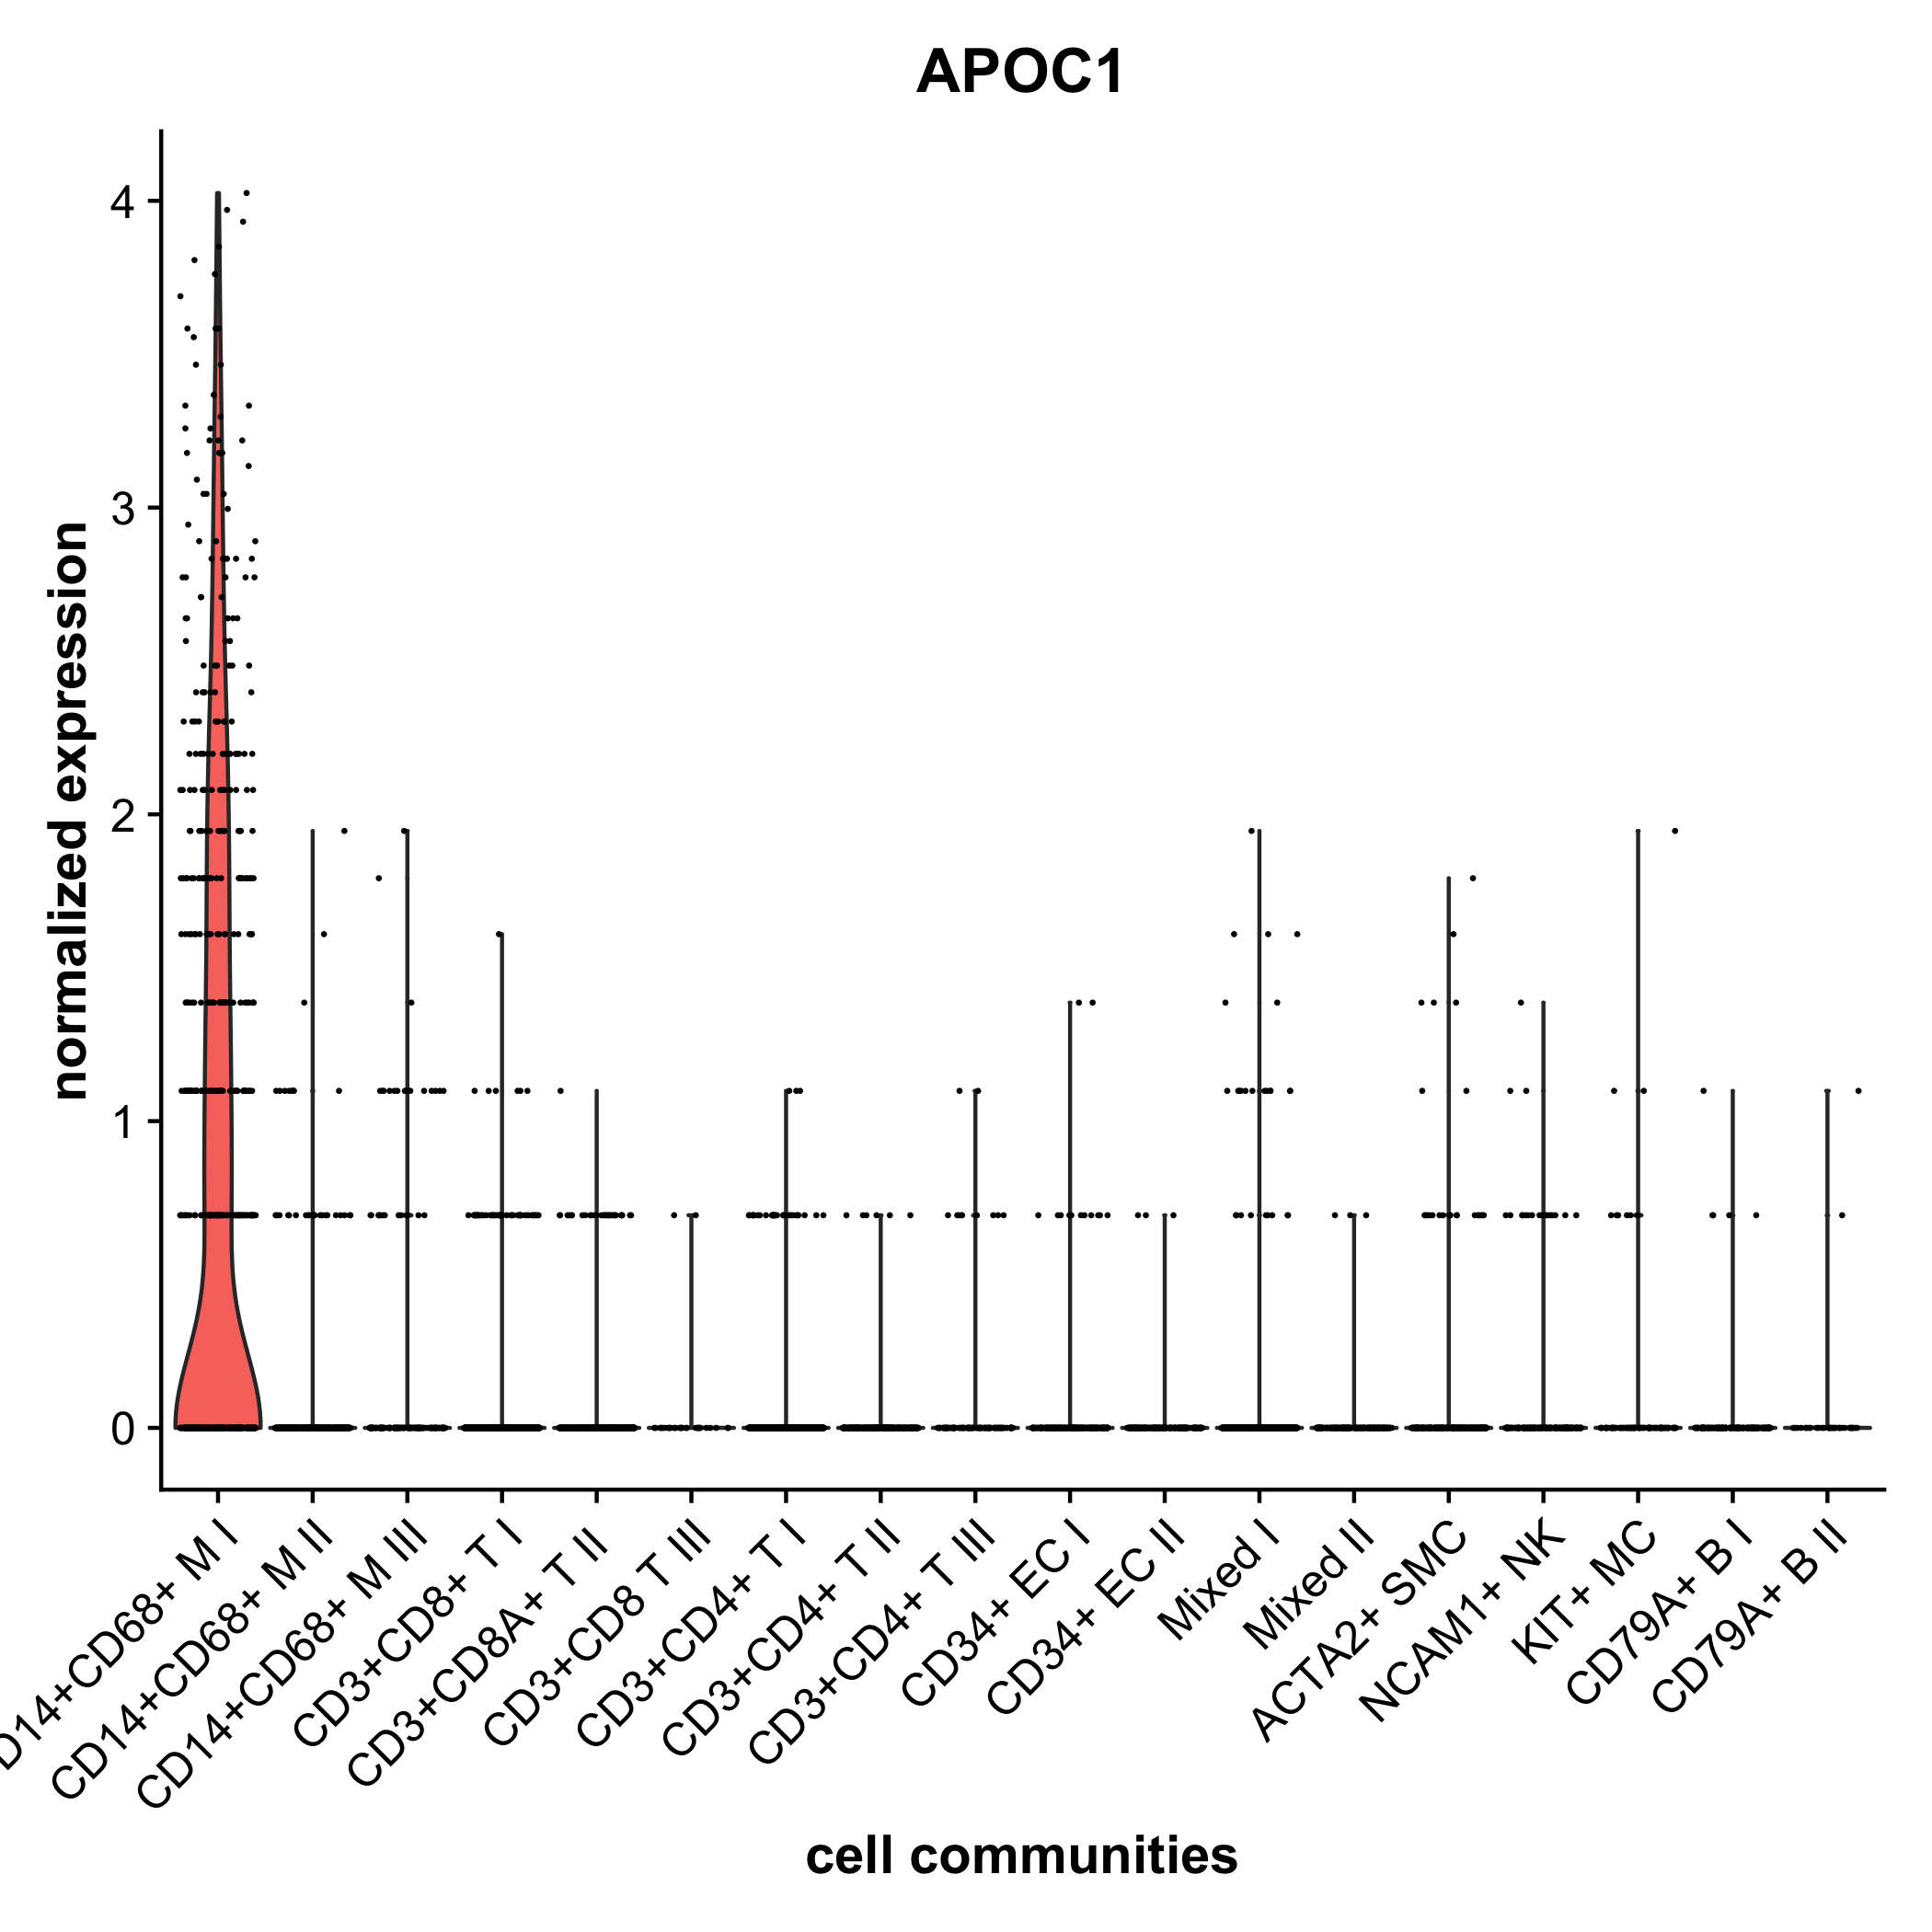 APOC1
normalized expression
4
3
2
1
0
D14+CD68+ M I
CD14+CD68+ M II
CD14+CD68+ M III
CD3+CD8+ T I
CD3+CD8A+ T II
CD3+CD8 T III
CD3+CD4+ T I
CD3+CD4+ T II
CD3+CD4+ T III
CD34+ EC I
CD34+ EC II
Mixed I
Mixed II
ACTA2+ SMC
NCAM1+ NK
KIT+ MC
CD79A+ B I
CD79A+ B II
cell communities